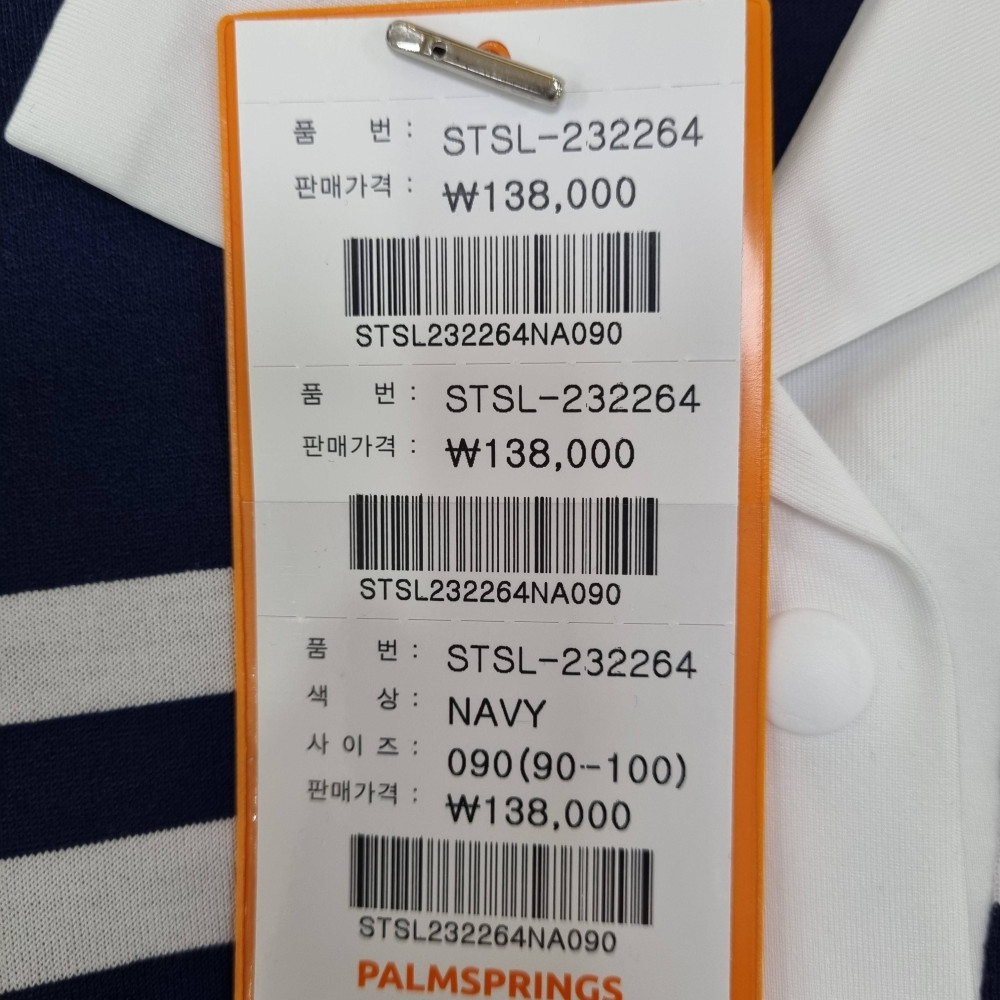 품 번 : STSL-232264
판매가격 : ₩138,000
STSL232264NA090
품 번 : STSL-232264
판매가격 : ₩138,000
STSL232264NA090
품 번 : STSL-232264
색 상 : NAVY
사 이 즈 : 090(90--100)
판매가격 : ₩138,000
STSL232264NA090
PALMSPRINGS